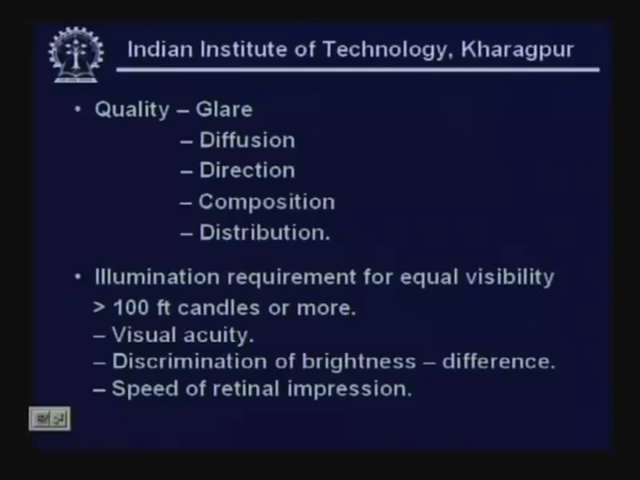 Indian Institute of Technology, Kharagpur
• Quality – Glare
– Diffusion
– Direction
– Composition
– Distribution.
• Illumination requirement for equal visibility
> 100 ft candles or more.
– Visual acuity.
– Discrimination of brightness – difference.
– Speed of retinal impression.